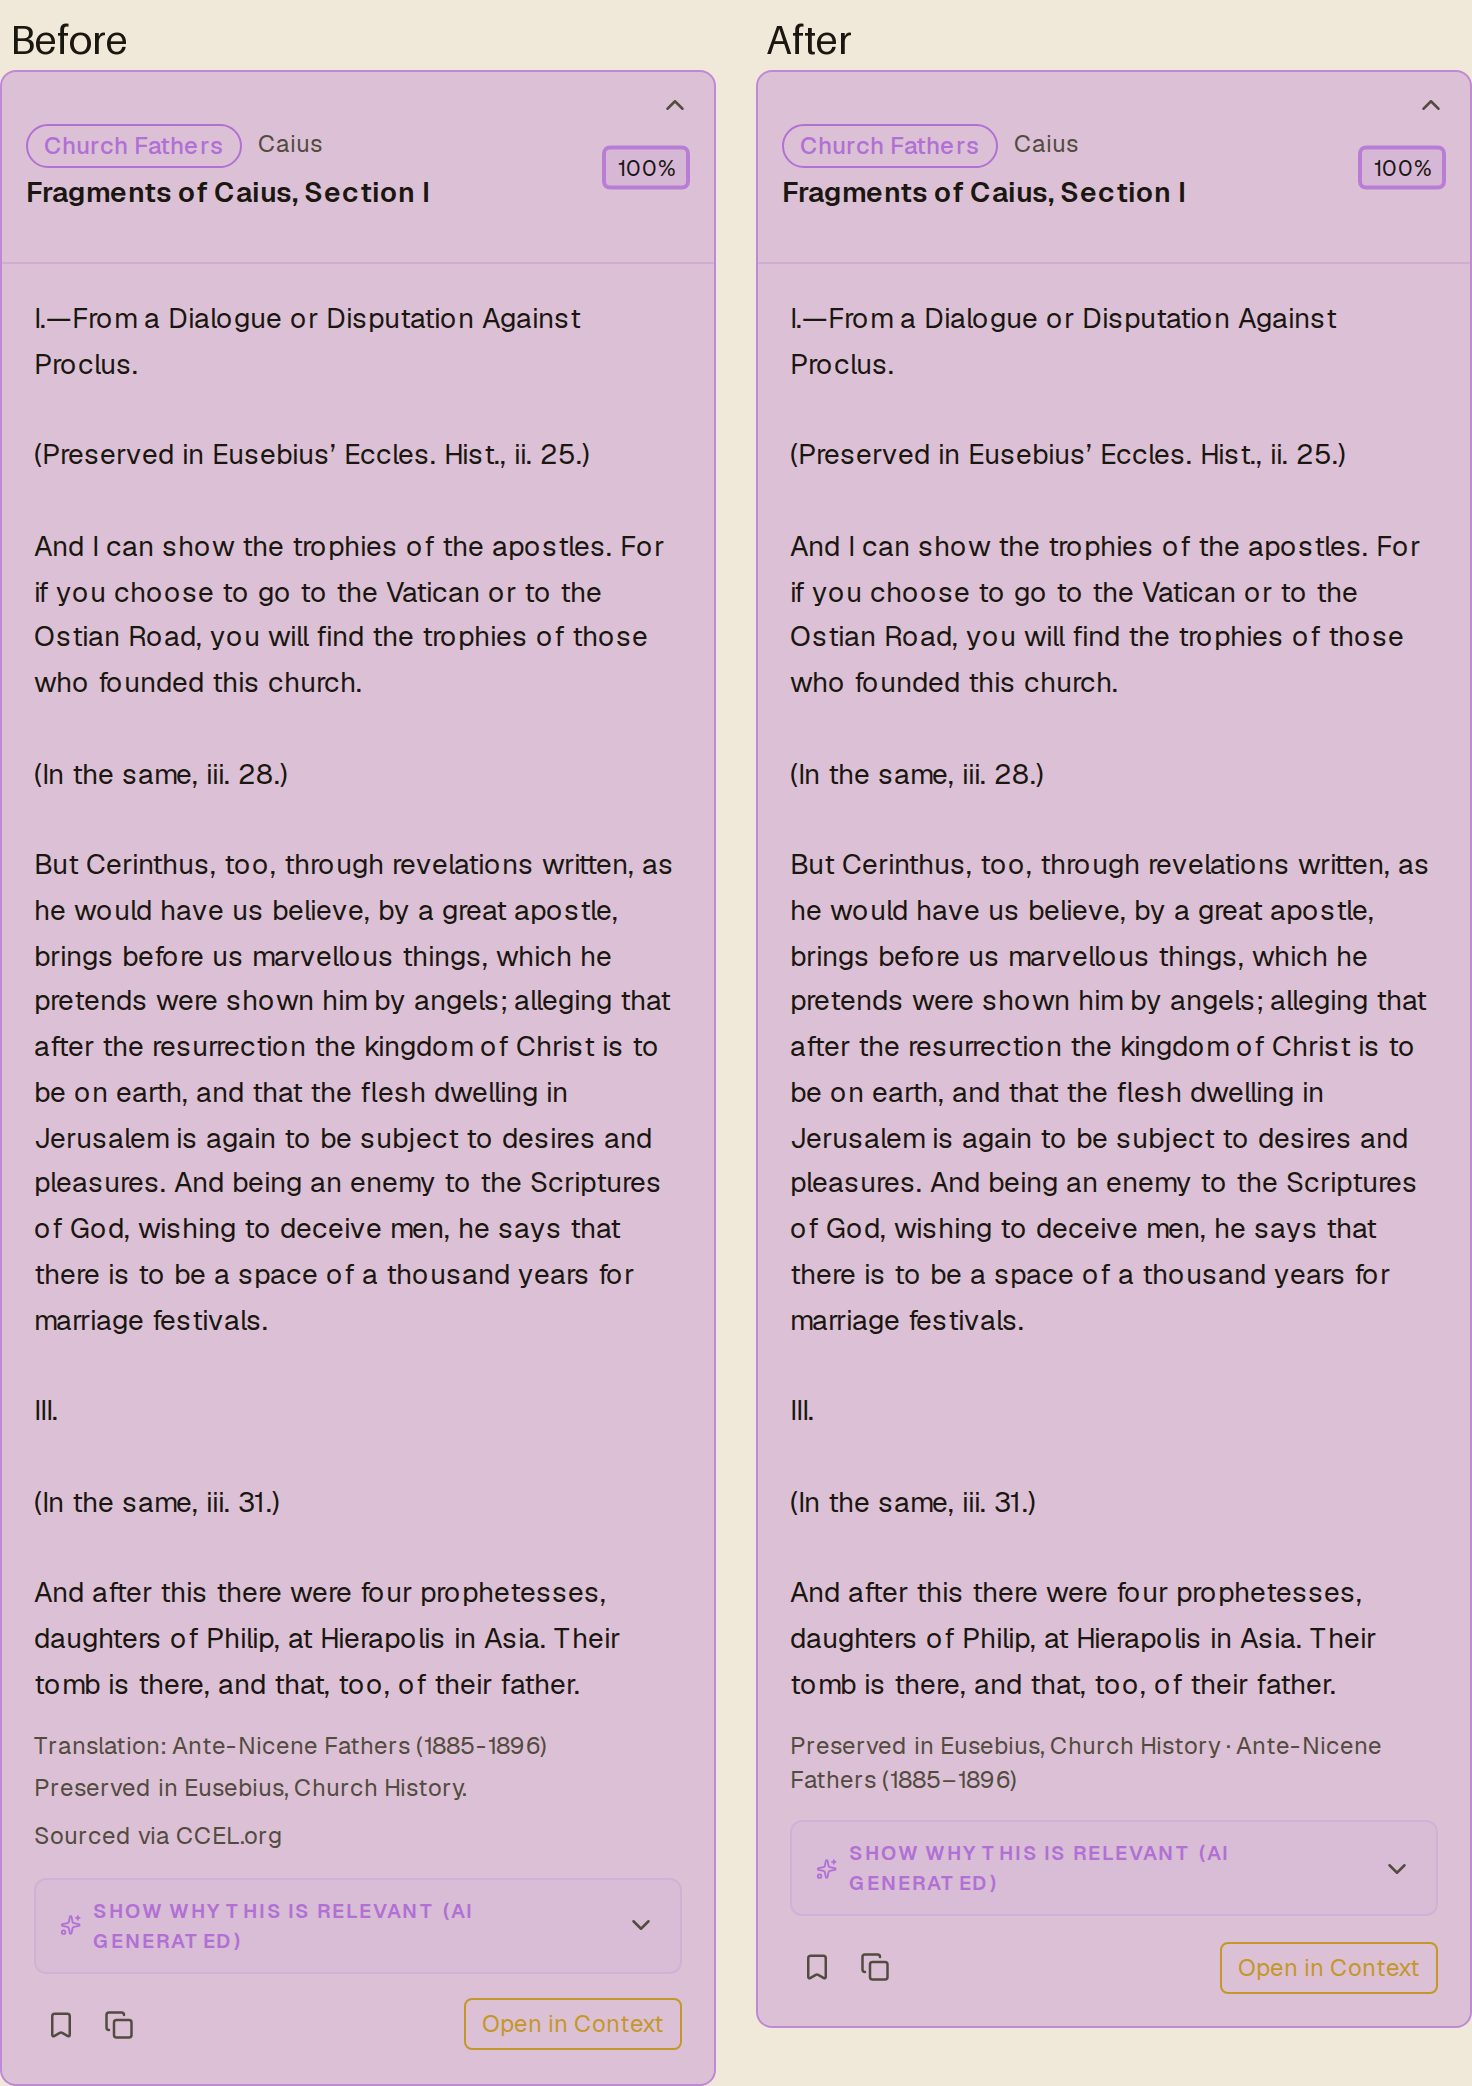 Before
Church Fathers Caius
100%
Fragments of Caius, Section I
I.—From a Dialogue or Disputation Against
Proclus.
(Preserved in Eusebius’ Eccles. Hist., ii. 25.)
And I can show the trophies of the apostles. For
if you choose to go to the Vatican or to the
Ostian Road, you will find the trophies of those
who founded this church.
(In the same, iii. 28.)
But Cerinthus, too, through revelations written, as
he would have us believe, by a great apostle,
brings before us marvellous things, which he
pretends were shown him by angels; alleging that
after the resurrection the kingdom of Christ is to
be on earth, and that the flesh dwelling in
Jerusalem is again to be subject to desires and
pleasures. And being an enemy to the Scriptures
of God, wishing to deceive men, he says that
there is to be a space of a thousand years for
marriage festivals.
III.
(In the same, iii. 31.)
And after this there were four prophetesses,
daughters of Philip, at Hierapolis in Asia. Their
tomb is there, and that, too, of their father.
Translation: Ante-Nicene Fathers (1885-1896)
Preserved in Eusebius, Church History.
Sourced via CCEL.org
SHOW WHY THIS IS RELEVANT (AI
GENERATED)
Open in Context
After
Church Fathers Caius
100%
Fragments of Caius, Section I
I.—From a Dialogue or Disputation Against
Proclus.
(Preserved in Eusebius’ Eccles. Hist., ii. 25.)
And I can show the trophies of the apostles. For
if you choose to go to the Vatican or to the
Ostian Road, you will find the trophies of those
who founded this church.
(In the same, iii. 28.)
But Cerinthus, too, through revelations written, as
he would have us believe, by a great apostle,
brings before us marvellous things, which he
pretends were shown him by angels; alleging that
after the resurrection the kingdom of Christ is to
be on earth, and that the flesh dwelling in
Jerusalem is again to be subject to desires and
pleasures. And being an enemy to the Scriptures
of God, wishing to deceive men, he says that
there is to be a space of a thousand years for
marriage festivals.
III.
(In the same, iii. 31.)
And after this there were four prophetesses,
daughters of Philip, at Hierapolis in Asia. Their
tomb is there, and that, too, of their father.
Preserved in Eusebius, Church History · Ante-Nicene
Fathers (1885–1896)
SHOW WHY THIS IS RELEVANT (AI
GENERATED)
Open in Context